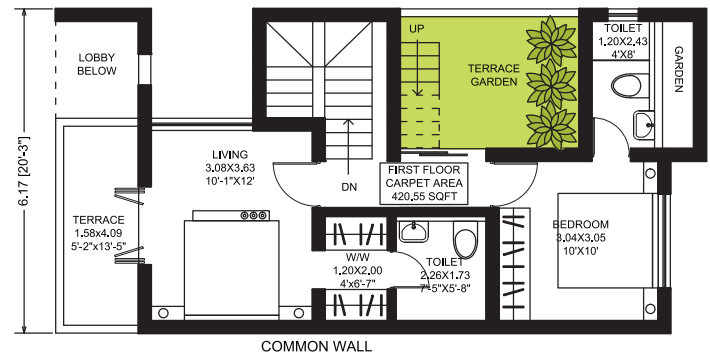 LOBBY
BELOW
UP
TERRACE
GARDEN
TOILET
1.20X2.43
4'X8'
GARDEN
6.17 [20'-3"]
LIVING
3.08X3.63
10'-1"X12'
DN
FIRST FLOOR
CARPET AREA
420.55 SQFT
TERRACE
1.58x4.09
5'-2"x13'-5"
W/W
1.20X2.00
4'x6'-7"
TOILET
2.26X1.73
7'-5"X5'-8"
BEDROOM
3.04X3.05
10'X10'
COMMON WALL